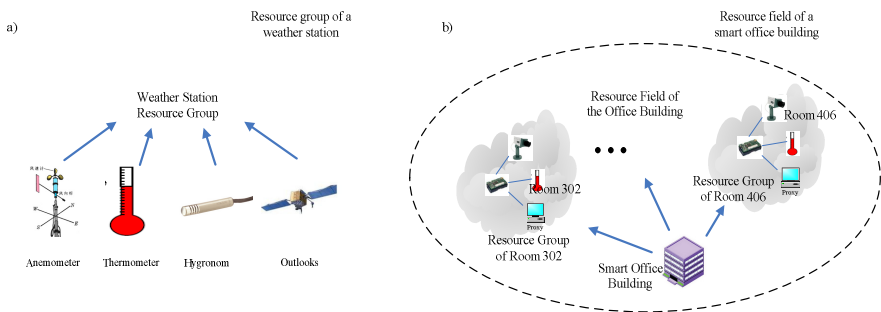 a)
Resource group of a
weather station
Weather Station
Resource Group
,
N
W
S
E
Anemometer
Thermometer
Hygronom
Outlooks
b)
Resource field of a
smart office building
Resource Field of
the Office Building
Room 406
Room 302
Proxy
Proxy
Resource Group
of Room 406
Resource Group
of Room 302
Smart Office
Building